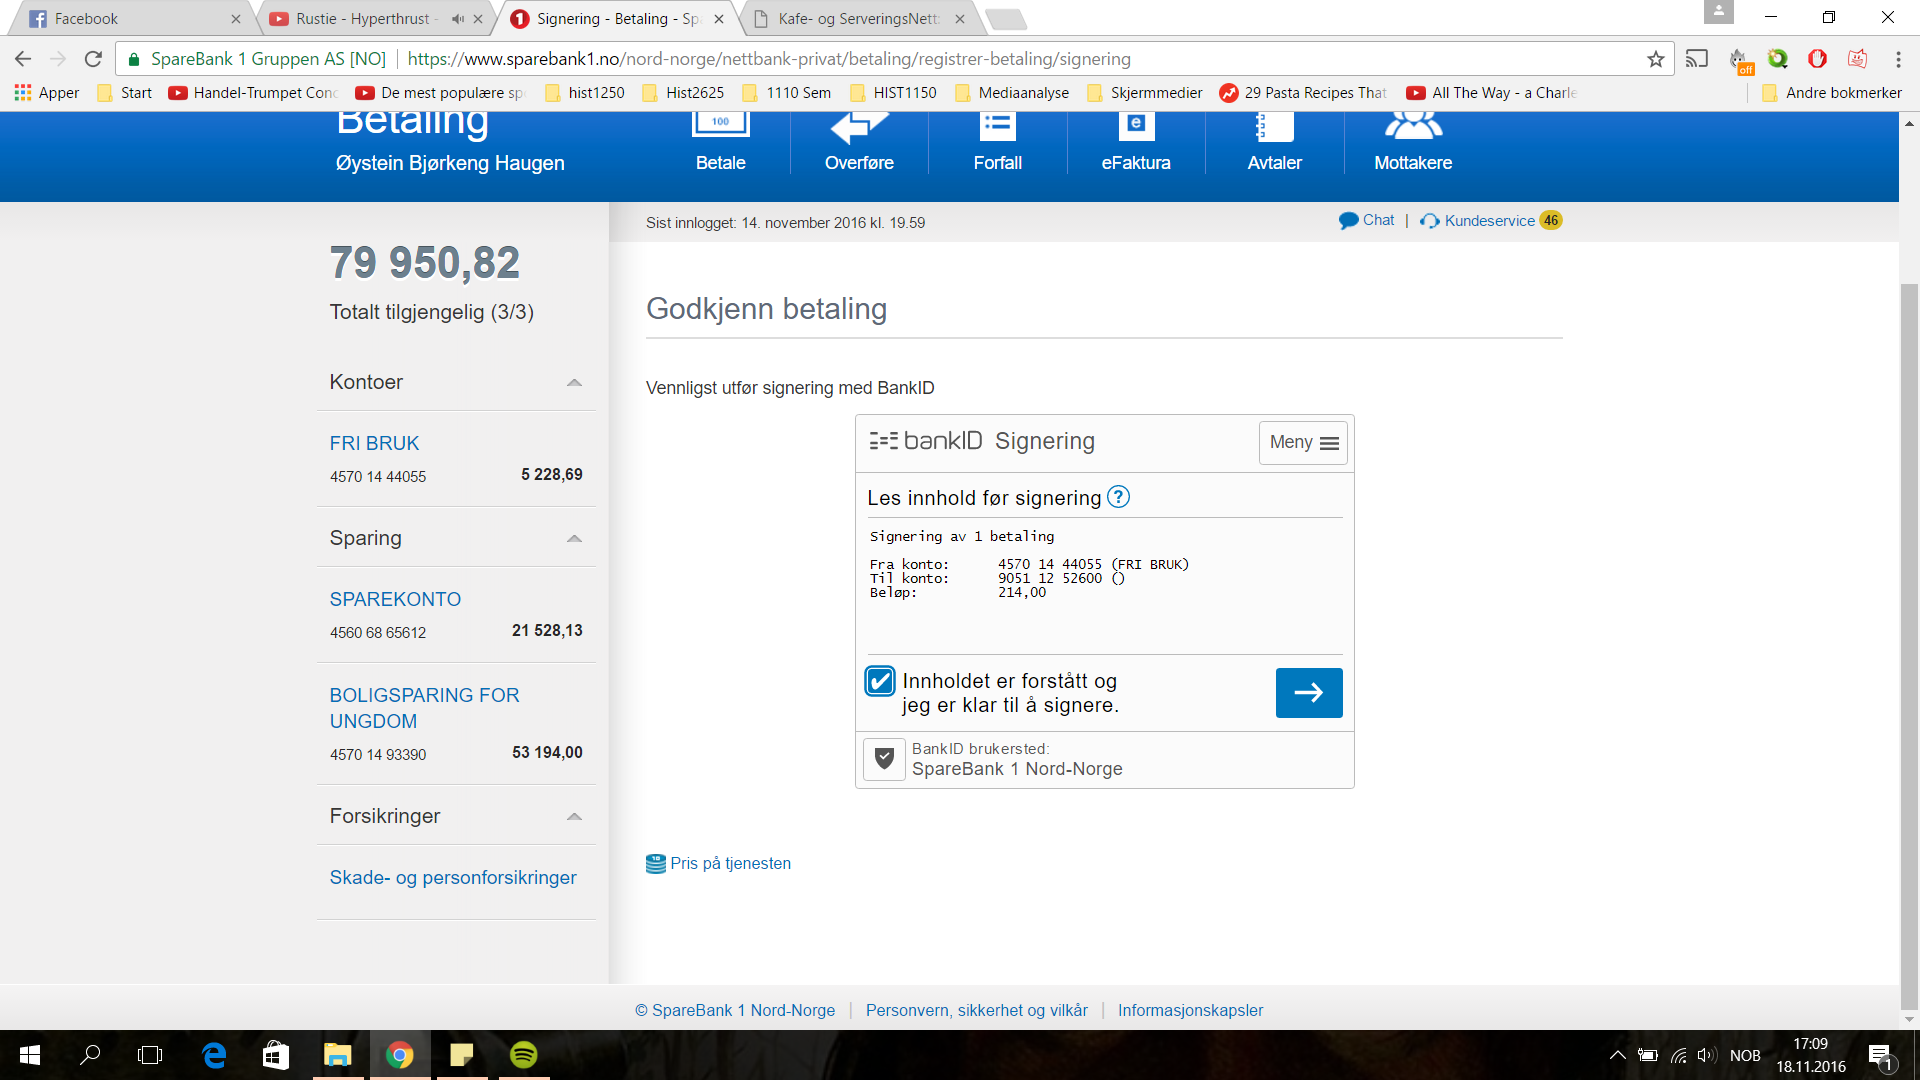 Facebook
Rustie - Hyperthrust -
Signering - Betaling - Sp
Kafe- og ServeringsNett
SpareBank 1 Gruppen AS [NO]
https://www.sparebank1.no/nord-norge/nettbank-privat/betaling/registrer-betaling/signering
off
Apper
Start
Handel-Trumpet Conc
De mest populære sp
hist1250
Hist2625
1110 Sem
HIST1150
Mediaanalyse
Skjermmedier
29 Pasta Recipes That
All The Way - a Charle
Andre bokmerker
Betaling
Øystein Bjørkeng Haugen
100
Betale
Overføre
Forfall
e
eFaktura
Avtaler
Mottakere
Sist innlogget: 14. november 2016 kl. 19.59
Chat | Kundeservice 46
79 950,82
Totalt tilgjengelig (3/3)
Kontoer
FRI BRUK
4570 14 44055 5 228,69
Sparing
SPAREKONTO
4560 68 65612 21 528,13
BOLIGSPARING FOR
UNGDOM
4570 14 93390 53 194,00
Forsikringer
Skade- og personforsikringer
Godkjenn betaling
Vennligst utfør signering med BankID
bankID Signering
Meny
Les innhold før signering ?
Signering av 1 betaling
Fra konto: 4570 14 44055 (FRI BRUK)
Til konto: 9051 12 52600 ()
Beløp: 214,00
Innholdet er forstått og
jeg er klar til å signere.
BankID brukersted:
SpareBank 1 Nord-Norge
Pris på tjenesten
© SpareBank 1 Nord-Norge | Personvern, sikkerhet og vilkår | Informasjonskapsler
NOB
17:09
18.11.2016
1